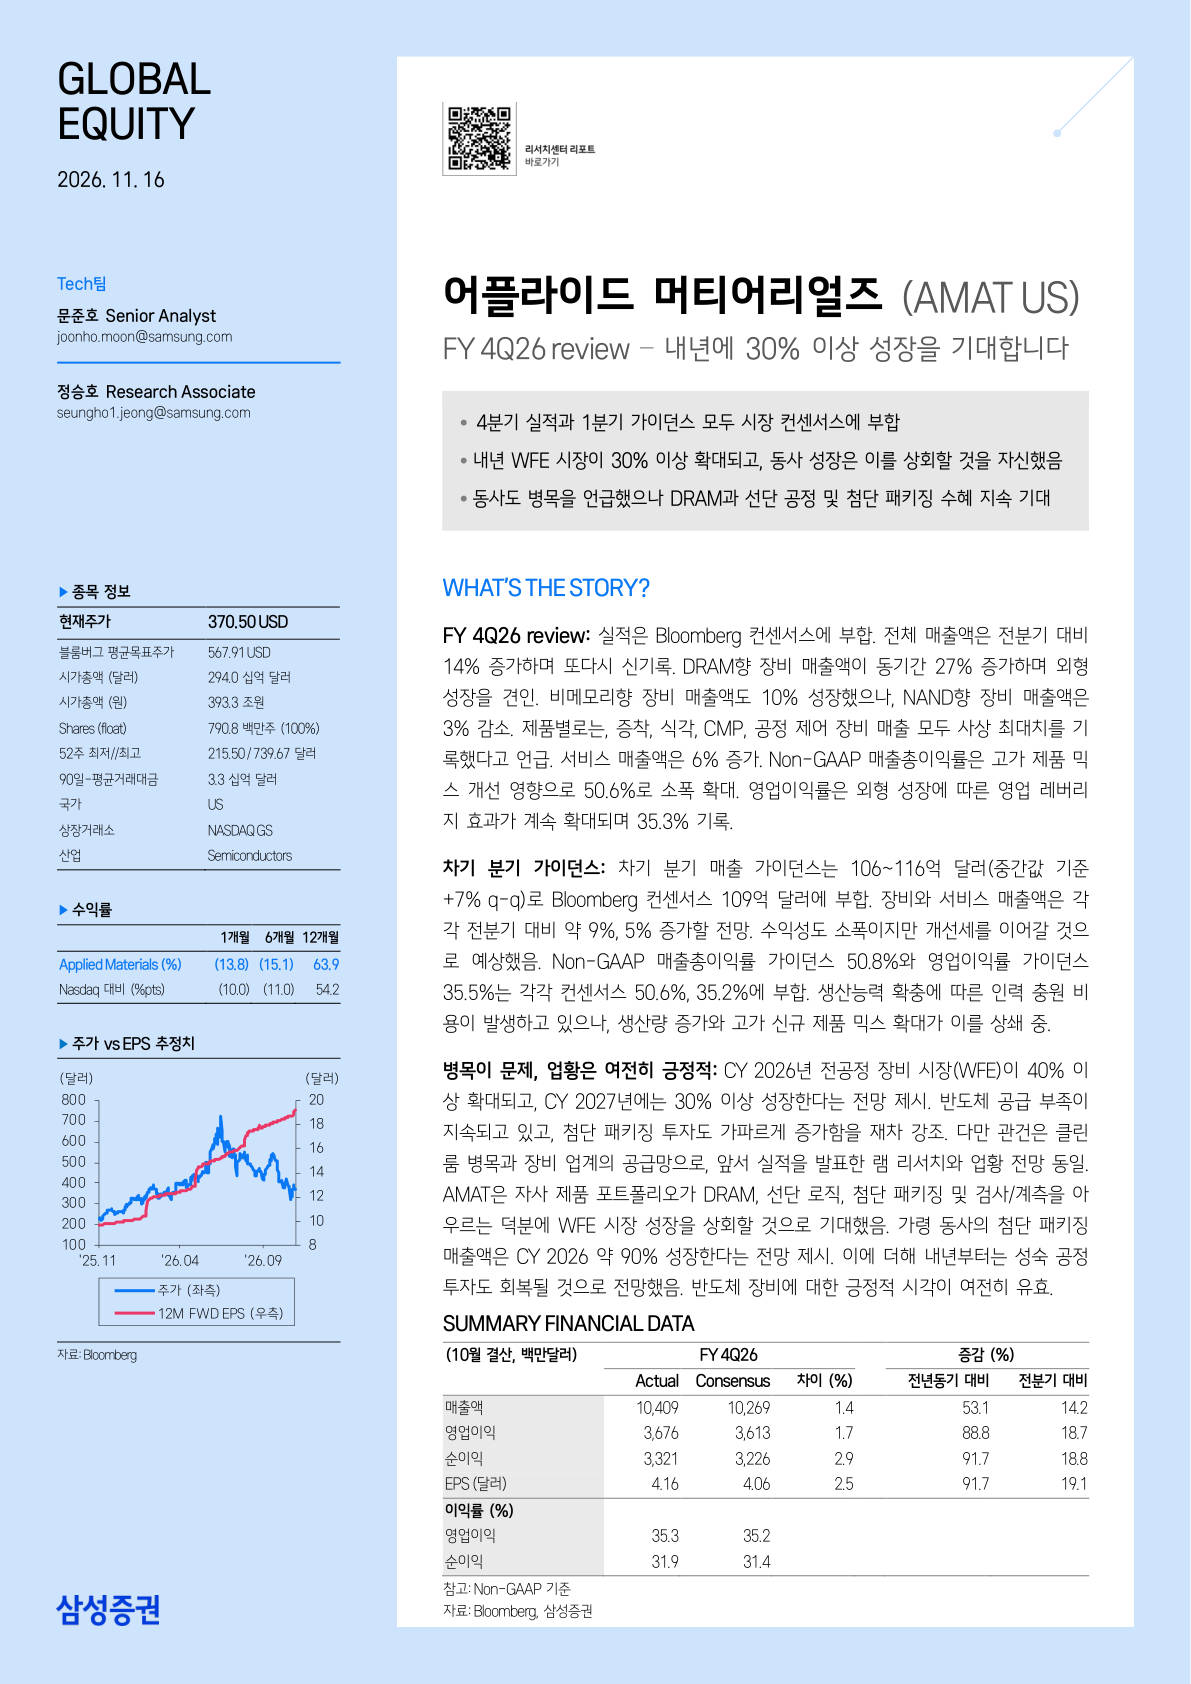 GLOBAL
EQUITY
2026. 11. 16
Tech팀
문준호 Senior Analyst
joonho.moon@samsung.com
정승호 Research Associate
seungho1.jeong@samsung.com
▶ 종목 정보
현재주가 370.50 USD
블룸버그 평균목표주가 567.91 USD
시가총액 (달러) 294.0 십억 달러
시가총액 (원) 393.3 조원
Shares (float) 790.8 백만주 (100%)
52주 최저//최고 215.50 / 739.67 달러
90일-평균거래대금 3.3 십억 달러
국가 US
상장거래소 NASDAQ GS
산업 Semiconductors
▶ 수익률
1개월 6개월 12개월
Applied Materials (%) (13.8) (15.1) 63.9
Nasdaq 대비 (%pts) (10.0) (11.0) 54.2
▶ 주가 vs EPS 추정치
(달러) (달러)
800 20
700 18
600 16
500 14
400 12
300 10
200 8
100
'25.11 '26.04 '26.09
주가 (좌측)
12M FWD EPS (우측)
자료: Bloomberg
삼성증권
리서치센터 리포트
바로가기
어플라이드 머티어리얼즈 (AMAT US)
FY 4Q26 review – 내년에 30% 이상 성장을 기대합니다
• 4분기 실적과 1분기 가이던스 모두 시장 컨센서스에 부합
• 내년 WFE 시장이 30% 이상 확대되고, 동사 성장은 이를 상회할 것을 자신했음
• 동사도 병목을 언급했으나 DRAM과 선단 공정 및 첨단 패키징 수혜 지속 기대
WHAT'S THE STORY?
FY 4Q26 review: 실적은 Bloomberg 컨센서스에 부합. 전체 매출액은 전분기 대비
14% 증가하며 또다시 신기록. DRAM향 장비 매출액이 동기간 27% 증가하며 외형
성장을 견인. 비메모리향 장비 매출액도 10% 성장했으나, NAND향 장비 매출액은
3% 감소. 제품별로는, 증착, 식각, CMP, 공정 제어 장비 매출 모두 사상 최대치를 기
록했다고 언급. 서비스 매출액은 6% 증가. Non-GAAP 매출총이익률은 고가 제품 믹
스 개선 영향으로 50.6%로 소폭 확대. 영업이익률은 외형 성장에 따른 영업 레버리
지 효과가 계속 확대되며 35.3% 기록.
차기 분기 가이던스: 차기 분기 매출 가이던스는 106~116억 달러(중간값 기준
+7% q-q)로 Bloomberg 컨센서스 109억 달러에 부합. 장비와 서비스 매출액은 각
각 전분기 대비 약 9%, 5% 증가할 전망. 수익성도 소폭이지만 개선세를 이어갈 것으
로 예상했음. Non-GAAP 매출총이익률 가이던스 50.8%와 영업이익률 가이던스
35.5%는 각각 컨센서스 50.6%, 35.2%에 부합. 생산능력 확충에 따른 인력 충원 비
용이 발생하고 있으나, 생산량 증가와 고가 신규 제품 믹스 확대가 이를 상쇄 중.
병목이 문제, 업황은 여전히 긍정적: CY 2026년 전공정 장비 시장(WFE)이 40% 이
상 확대되고, CY 2027년에는 30% 이상 성장한다는 전망 제시. 반도체 공급 부족이
지속되고 있고, 첨단 패키징 투자도 가파르게 증가함을 재차 강조. 다만 관건은 클린
룸 병목과 장비 업계의 공급망으로, 앞서 실적을 발표한 램 리서치와 업황 전망 동일.
AMAT은 자사 제품 포트폴리오가 DRAM, 선단 로직, 첨단 패키징 및 검사/계측을 아
우르는 덕분에 WFE 시장 성장을 상회할 것으로 기대했음. 가령 동사의 첨단 패키징
매출액은 CY 2026 약 90% 성장한다는 전망 제시. 이에 더해 내년부터는 성숙 공정
투자도 회복될 것으로 전망했음. 반도체 장비에 대한 긍정적 시각이 여전히 유효.
SUMMARY FINANCIAL DATA
(10월 결산, 백만달러) FY 4Q26 증감 (%)
Actual Consensus 차이 (%) 전년동기 대비 전분기 대비
매출액 10,409 10,269 1.4 53.1 14.2
영업이익 3,676 3,613 1.7 88.8 18.7
순이익 3,321 3,226 2.9 91.7 18.8
EPS (달러) 4.16 4.06 2.5 91.7 19.1
이익률 (%)
영업이익 35.3 35.2
순이익 31.9 31.4
참고: Non-GAAP 기준
자료: Bloomberg, 삼성증권